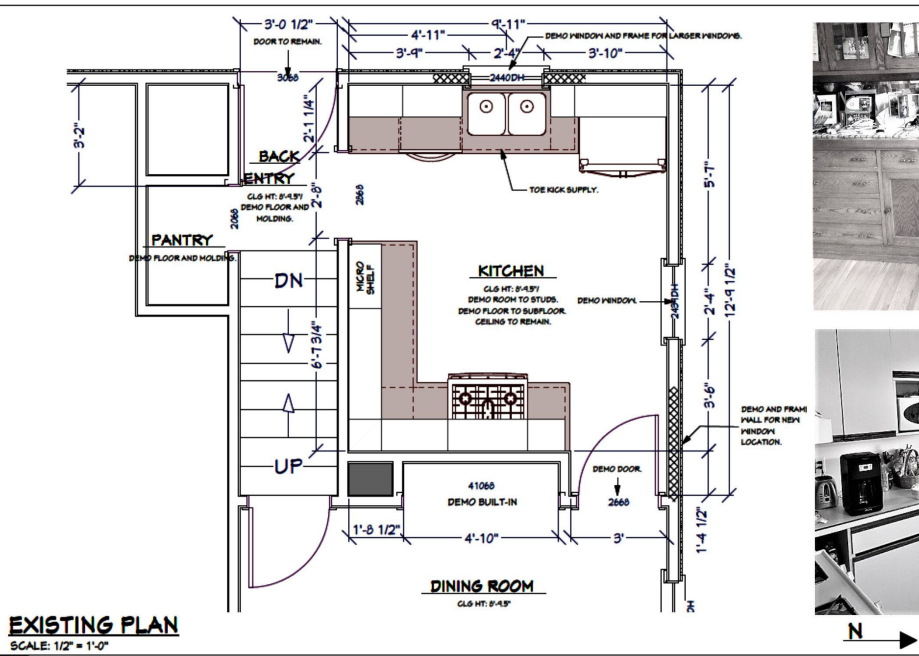 3'-0 1/2"
9'-11"
4'-11"
DOOR TO REMAIN.
3'-9"
2'-4"
3'-10"
DEMO WINDOW AND FRAME FOR LARGER WINDOWS.
3068
2440DH
3'-2"
2'-1 1/4"
5'-7"
BACK
ENTRY
CLG HT: 8'-9.5"/
DEMO FLOOR AND
MOLDING.
2'-8"
2868
2068
TOE KICK SUPPLY.
PANTRY
DEMO FLOOR AND MOLDING.
DN
MICRO
SHELF
KITCHEN
CLG HT: 8'-9.5"/
DEMO ROOM TO STUDS.
DEMO FLOOR TO SUBFLOOR.
CEILING TO REMAIN.
DEMO WINDOW.
2'-4"
12'-9 1/2"
6'-7 3/4"
3'-6"
DEMO AND FRAME
WALL FOR NEW
WINDOW
LOCATION.
UP
41068
DEMO BUILT-IN
DEMO DOOR.
2668
1'-8 1/2"
4'-10"
3'
1'-4 1/2"
DINING ROOM
CLG HT: 8'-9.5"
DH
EXISTING PLAN
SCALE: 1/2" = 1'-0"
N